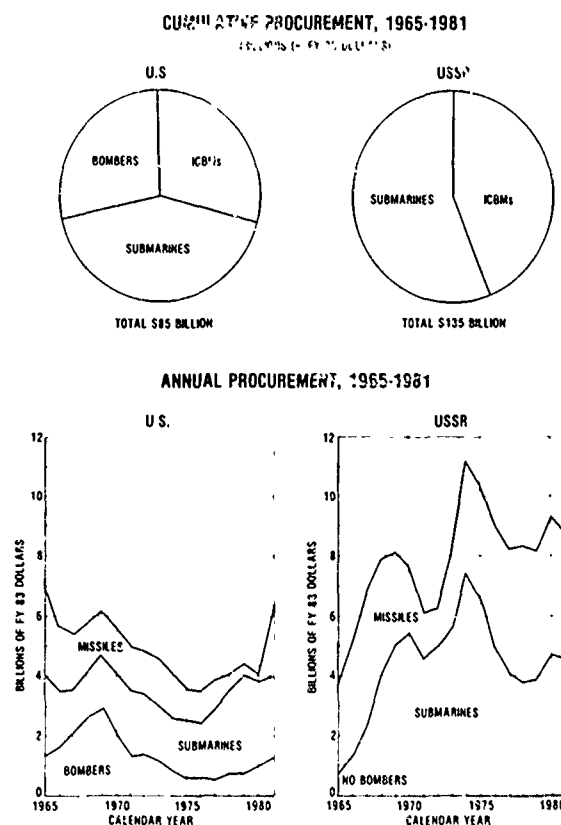 CUMULATIVE PROCUREMENT, 1965-1981
U.S
USSR
BOMBERS
ICBMs
SUBMARINES
SUBMARINES
ICBMs
TOTAL $85 BILLION
TOTAL $135 BILLION
ANNUAL PROCUREMENT, 1965-1981
U S.
BILLIONS OF FY 83 DOLLARS
12
10
8
6
4
2
0
MISSILES
SUBMARINES
BOMBERS
1965
1970
1975
1980
CALENDAR YEAR
USSR
BILLIONS OF FY 83 DOLLARS
12
10
8
6
4
2
0
MISSILES
SUBMARINES
NO BOMBERS
1965
1970
1975
1980
CALENDAR YEAR